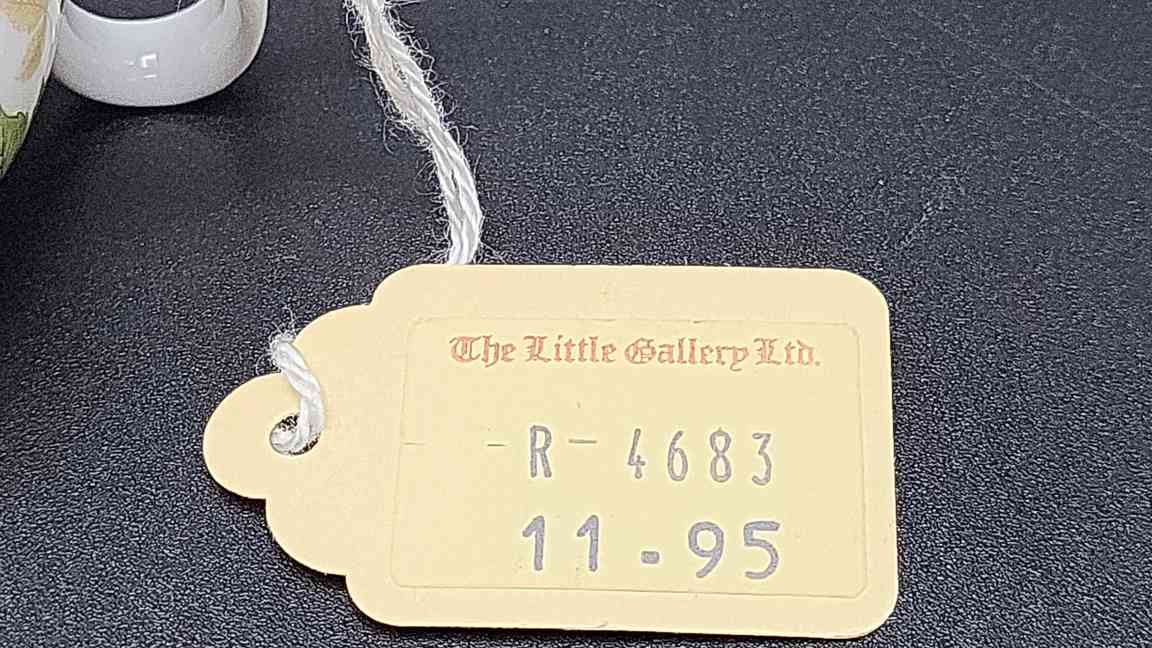 The Little Gallery Ltd.
- R - 4683
11-95